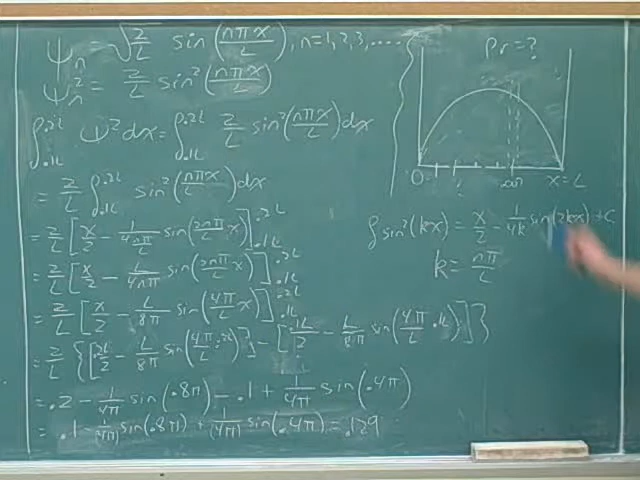 ψn = √(2/L) sin(nπx/L), n=1,2,3,....
ψn² = 2/L sin²(nπx/L)
∫.1L^.2L ψ²dx = ∫.1L^.2L 2/L sin²(nπx/L)dx
= 2/L ∫.1L^.2L sin²(nπx/L)dx
= 2/L [x/2 - 1/(4nπ/L) sin(2nπ/L x)].1L^.2L
= 2/L [x/2 - L/4nπ sin(2nπ/L x)].1L^.2L
= 2/L [x/2 - L/8π sin(4π/L x)].1L^.2L
= 2/L {[.2L/2 - L/8π sin(4π/L .2L)] - [.1L/2 - L/8π sin(4π/L .1L)]}
= .2 - 1/4π sin(.8π) - .1 + 1/4π sin(.4π)
= .1 - 1/(4π) sin(.8π) + 1/(4π) sin(.4π) = .129
Pr=?
0 x=L
∫sin²(kx) = x/2 - 1/4k sin(2kx) + C
k = nπ/L